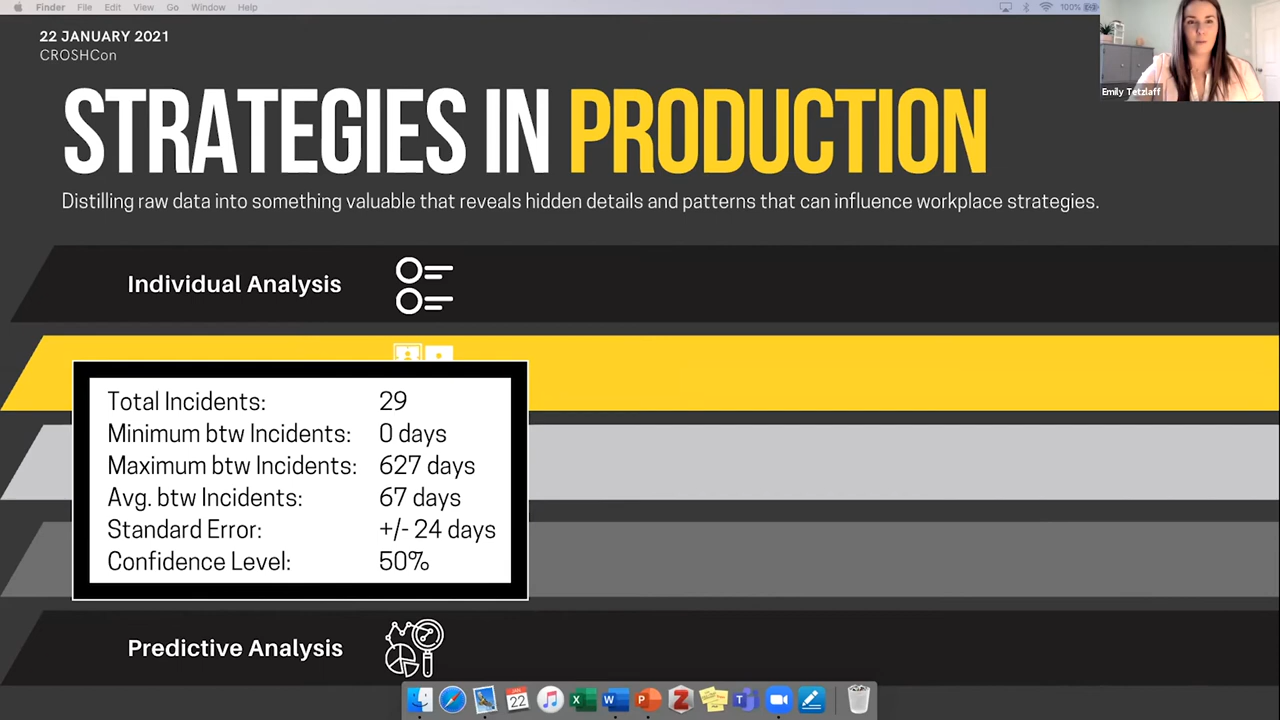 Finder File Edit View Go Window Help 100%
22 JANUARY 2021
CROSHCon
Emily Tetzlaff
STRATEGIES IN PRODUCTION
Distilling raw data into something valuable that reveals hidden details and patterns that can influence workplace strategies.
Individual Analysis
Total Incidents: 29
Minimum btw Incidents: 0 days
Maximum btw Incidents: 627 days
Avg. btw Incidents: 67 days
Standard Error: +/- 24 days
Confidence Level: 50%
Predictive Analysis
JAN
22